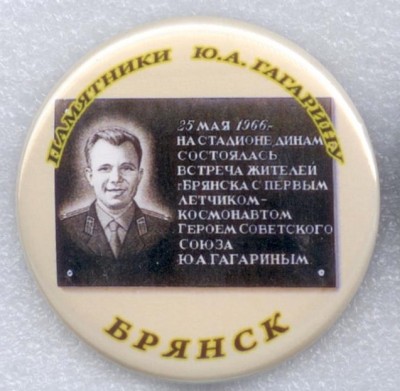 ПАМЯТНИКИ Ю.А. ГАГАРИНУ
25 МАЯ 1966г.
НА СТАДИОНЕ ДИНАМ
СОСТОЯЛАСЬ
ВСТРЕЧА ЖИТЕЛЕЙ
г.БРЯНСКА С ПЕРВЫМ
ЛЕТЧИКОМ-
КОСМОНАВТОМ
ГЕРОЕМ СОВЕТСКОГО
СОЮЗА
Ю.А ГАГАРИНЫМ
БРЯНСК